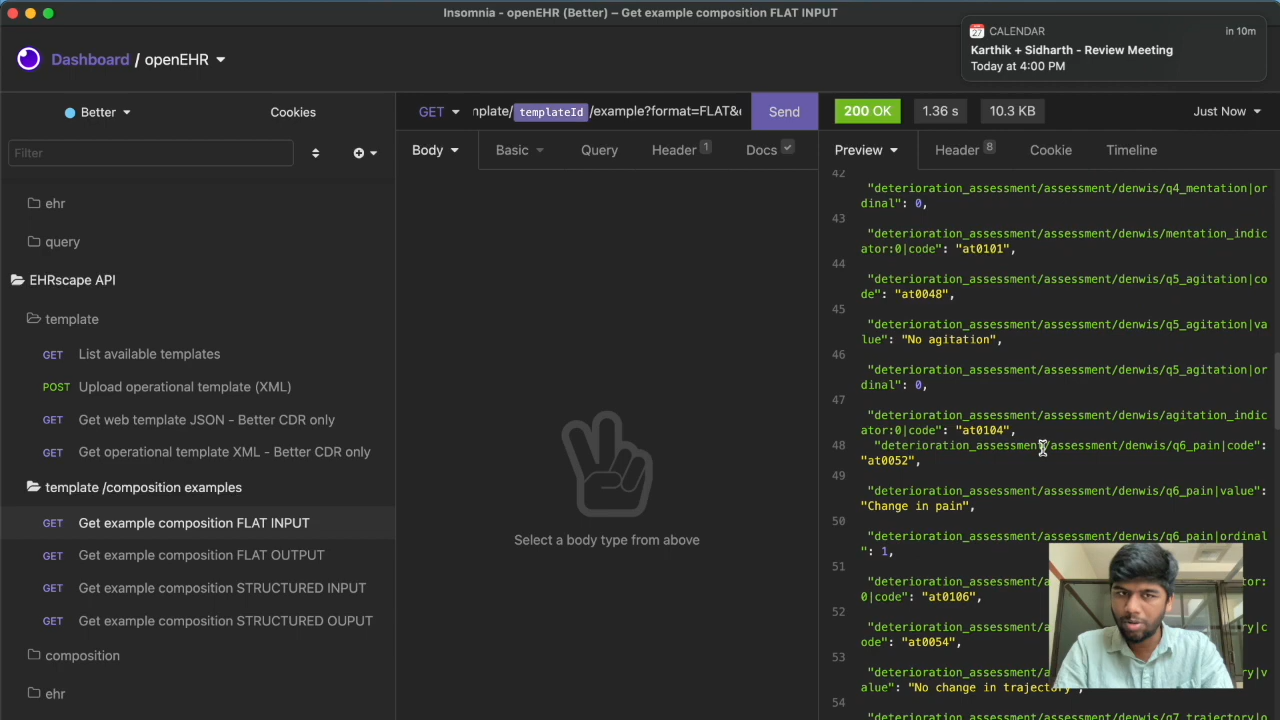 Insomnia - openEHR (Better) – Get example composition FLAT INPUT
CALENDAR
in 10m
27
Karthik + Sidharth - Review Meeting
Today at 4:00 PM
Dashboard / openEHR
Better
Cookies
GET
/
templateId
/example?format=FLAT&
Send
200 OK
1.36 s
10.3 KB
Just Now
Filter
Body
Basic
Query
Header 1
Docs
Preview
Header 8
Cookie
Timeline
ehr
query
EHRscape API
template
GET List available templates
POST Upload operational template (XML)
GET Get web template JSON - Better CDR only
GET Get operational template XML - Better CDR only
template /composition examples
GET Get example composition FLAT INPUT
GET Get example composition FLAT OUTPUT
GET Get example composition STRUCTURED INPUT
GET Get example composition STRUCTURED OUPUT
composition
ehr
Select a body type from above
42
"deterioration_assessment/assessment/denwis/q4_mentation|or
dinal": 0,
43
"deterioration_assessment/assessment/denwis/mentation_indic
ator:0|code": "at0101",
44
"deterioration_assessment/assessment/denwis/q5_agitation|co
de": "at0048",
45
"deterioration_assessment/assessment/denwis/q5_agitation|va
lue": "No agitation",
46
"deterioration_assessment/assessment/denwis/q5_agitation|or
dinal": 0,
47
"deterioration_assessment/assessment/denwis/agitation_indic
ator:0|code": "at0104",
48 "deterioration_assessment/assessment/denwis/q6_pain|code":
"at0052",
49
"deterioration_assessment/assessment/denwis/q6_pain|value":
"Change in pain",
50
"deterioration_assessment/assessment/denwis/q6_pain|ordinal
": 1,
51
"deterioration_assessment/a
0|code": "at0106",
52
"deterioration_assessment/a
ode": "at0054",
53
"deterioration_assessment/a
alue": "No change in trajectory",
54